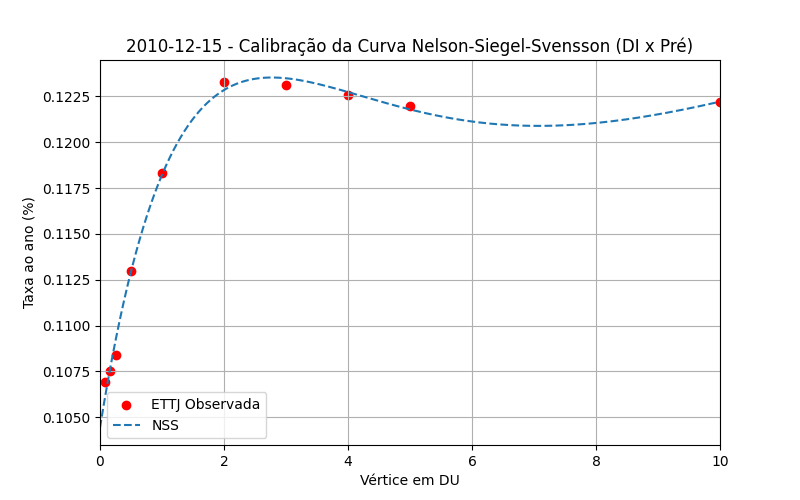 2010-12-15 - Calibração da Curva Nelson-Siegel-Svensson (DI x Pré)
Taxa ao ano (%)
0.1225
0.1200
0.1175
0.1150
0.1125
0.1100
0.1075
0.1050
ETTJ Observada
NSS
0 2 4 6 8 10
Vértice em DU